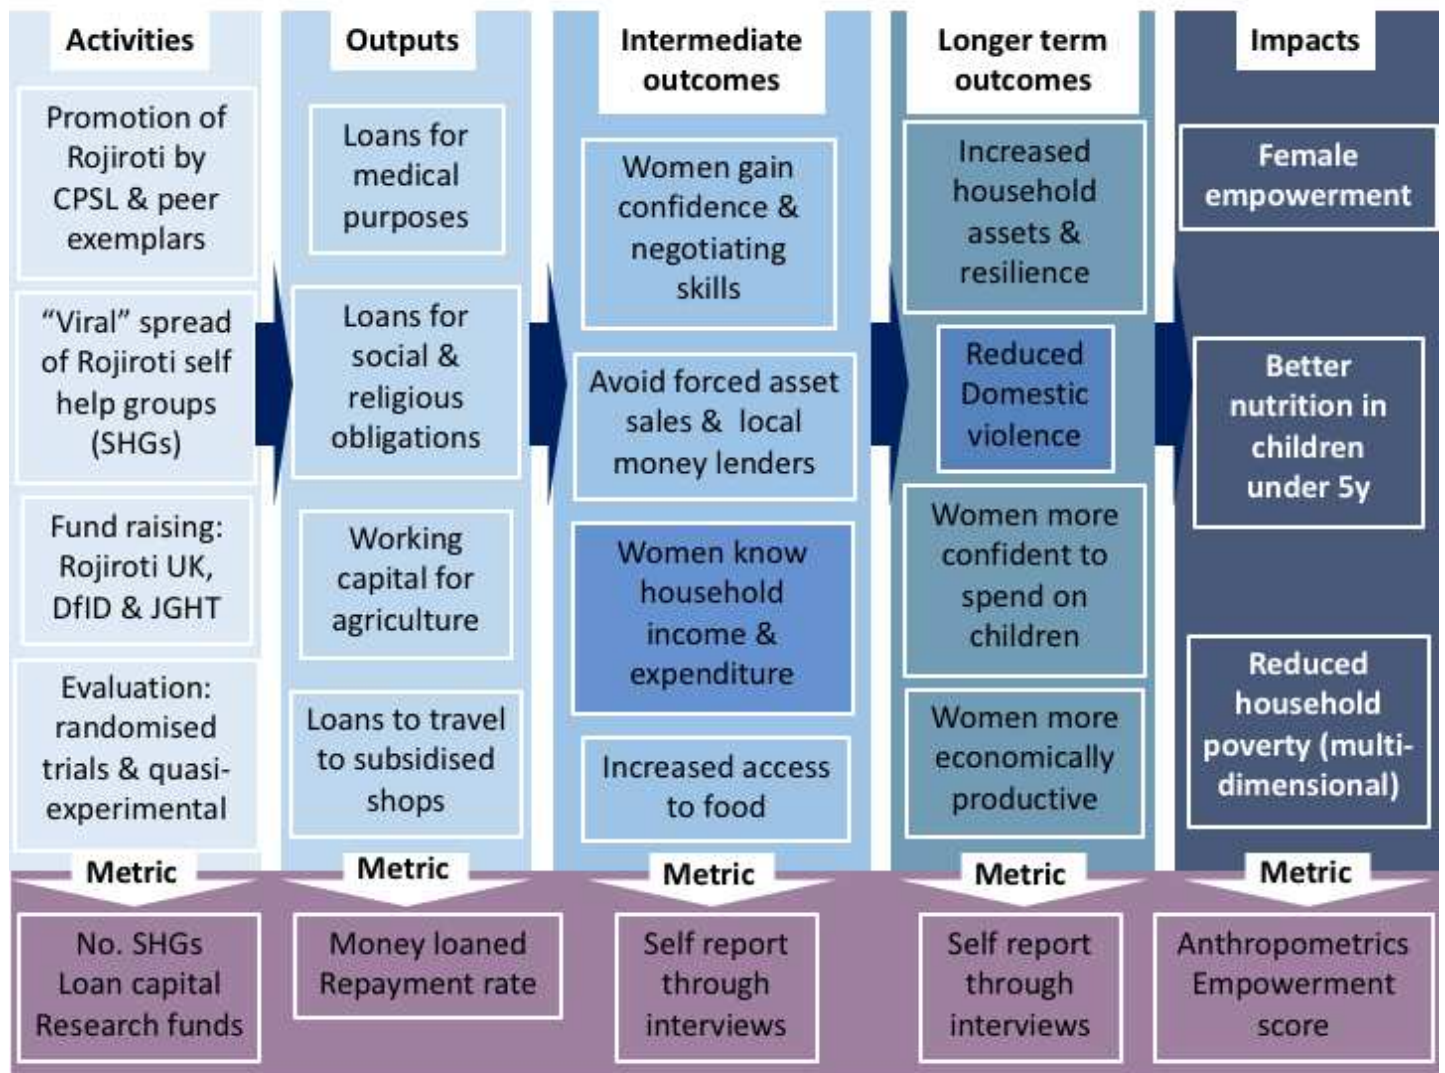 Activities
Promotion of
Rojiroti by
CPSL & peer
exemplars
“Viral” spread
of Rojiroti self
help groups
(SHGs)
Fund raising:
Rojiroti UK,
DfID & JGHT
Evaluation:
randomised
trials & quasi-
experimental
Metric
No. SHGs
Loan capital
Research funds
Outputs
Loans for
medical
purposes
Loans for
social &
religious
obligations
Working
capital for
agriculture
Loans to travel
to subsidised
shops
Metric
Money loaned
Repayment rate
Intermediate
outcomes
Women gain
confidence &
negotiating
skills
Avoid forced asset
sales & local
money lenders
Women know
household
income &
expenditure
Increased access
to food
Metric
Self report
through
interviews
Longer term
outcomes
Increased
household
assets &
resilience
Reduced
Domestic
violence
Women more
confident to
spend on
children
Women more
economically
productive
Metric
Self report
through
interviews
Impacts
Female
empowerment
Better
nutrition in
children
under 5y
Reduced
household
poverty (multi-
dimensional)
Metric
Anthropometrics
Empowerment
score